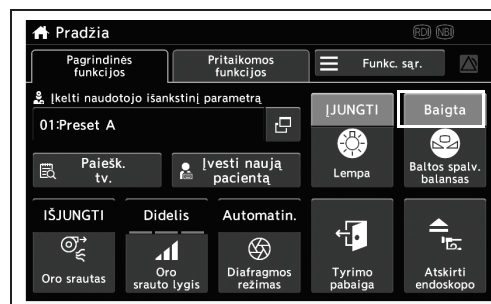 Pradžia
RDI NBI
Pagrindinės
funkcijos
Pritaikomos
funkcijos
Funkc. sąr.
Įkelti naudotojo išankstinį parametrą
01:Preset A
Paiešk.
tv.
Įvesti naują
pacientą
ĮJUNGTI
Lempa
Baigta
Baltos spalv.
balansas
IŠJUNGTI
Oro srautas
Didelis
Oro
srauto lygis
Automatin.
Diafragmos
režimas
Tyrimo
pabaiga
Atskirti
endoskopo